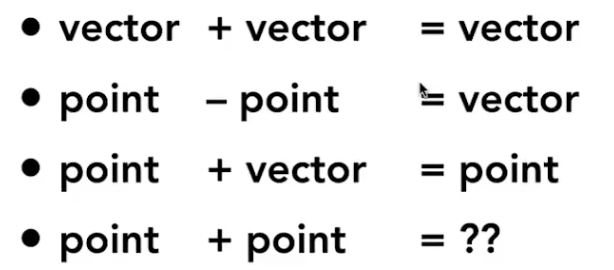 • vector + vector = vector
• point – point = vector
• point + vector = point
• point + point = ??